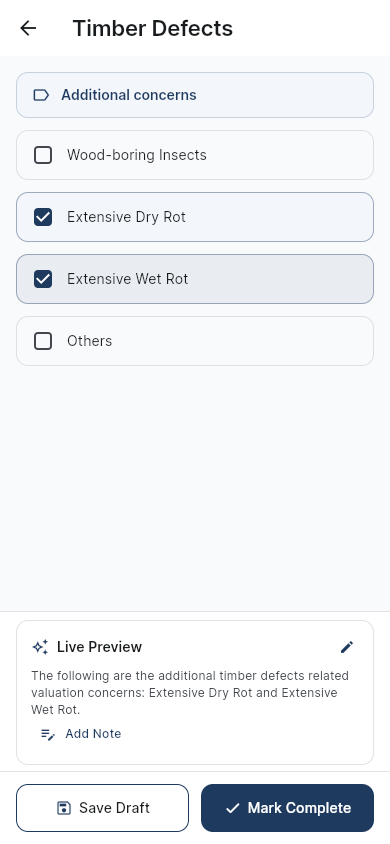 Timber Defects
Additional concerns
Wood-boring Insects
Extensive Dry Rot
Extensive Wet Rot
Others
Live Preview
The following are the additional timber defects related
valuation concerns: Extensive Dry Rot and Extensive
Wet Rot.
Add Note
Save Draft
Mark Complete